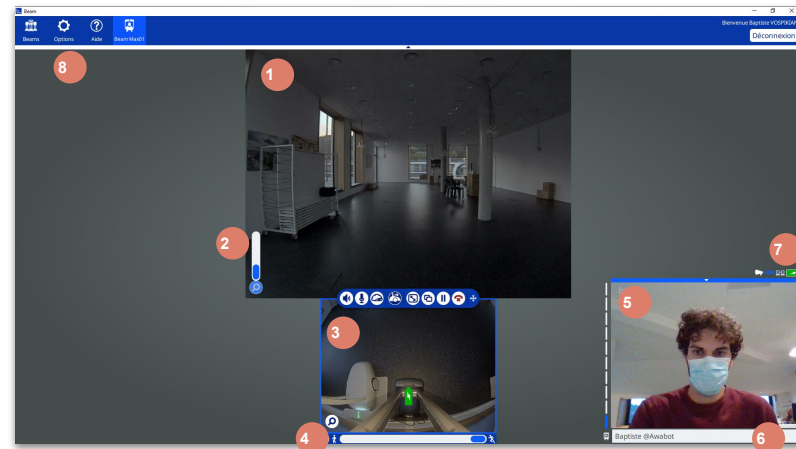 Beam
Bienvenue Baptiste VOSPIKIAN
Déconnexion
Beams
Options
Aide
Beam Max01
8
1
2
7
3
5
4
Baptiste @Awabot
6